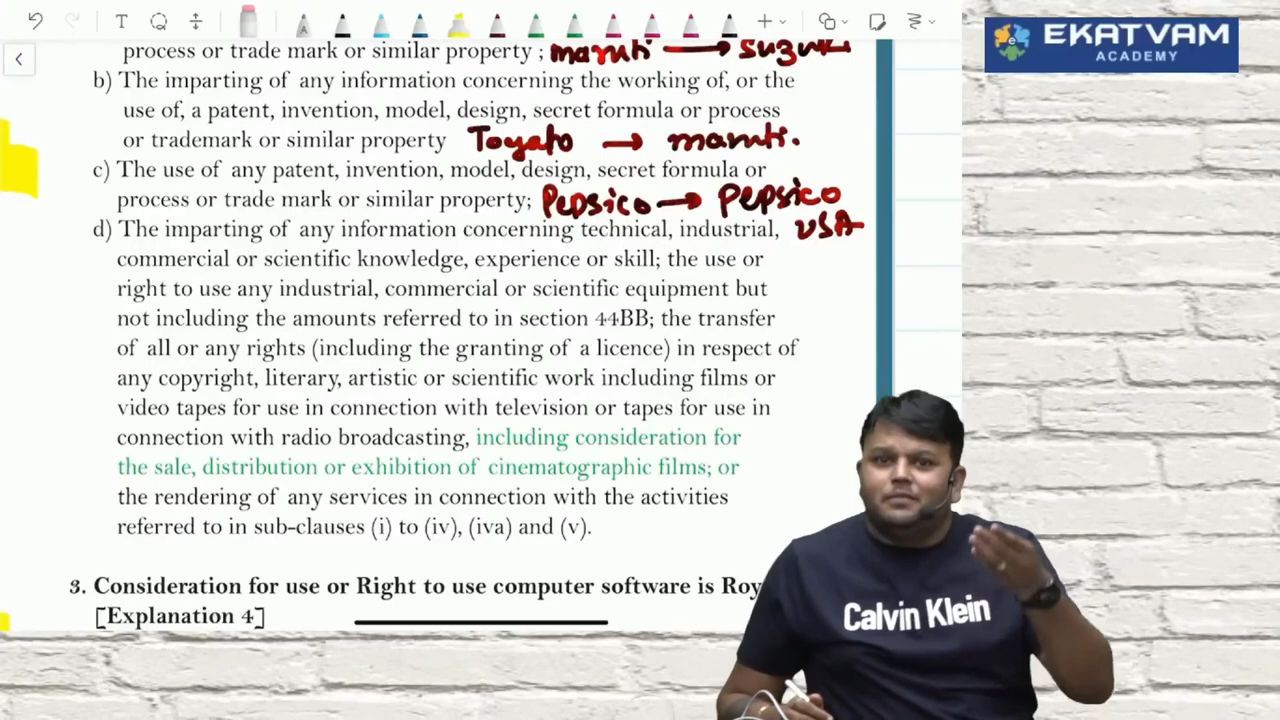 process or trade mark or similar property ; maruti → suzuki
EKATVAM
ACADEMY
b) The imparting of any information concerning the working of, or the
use of, a patent, invention, model, design, secret formula or process
or trademark or similar property Toyato → maruti.
c) The use of any patent, invention, model, design, secret formula or
process or trade mark or similar property; Pepsico → Pepsico
USA
d) The imparting of any information concerning technical, industrial,
commercial or scientific knowledge, experience or skill; the use or
right to use any industrial, commercial or scientific equipment but
not including the amounts referred to in section 44BB; the transfer
of all or any rights (including the granting of a licence) in respect of
any copyright, literary, artistic or scientific work including films or
video tapes for use in connection with television or tapes for use in
connection with radio broadcasting, including consideration for
the sale, distribution or exhibition of cinematographic films; or
the rendering of any services in connection with the activities
referred to in sub-clauses (i) to (iv), (iva) and (v).
3. Consideration for use or Right to use computer software is Roy
[Explanation 4]
Calvin Klein